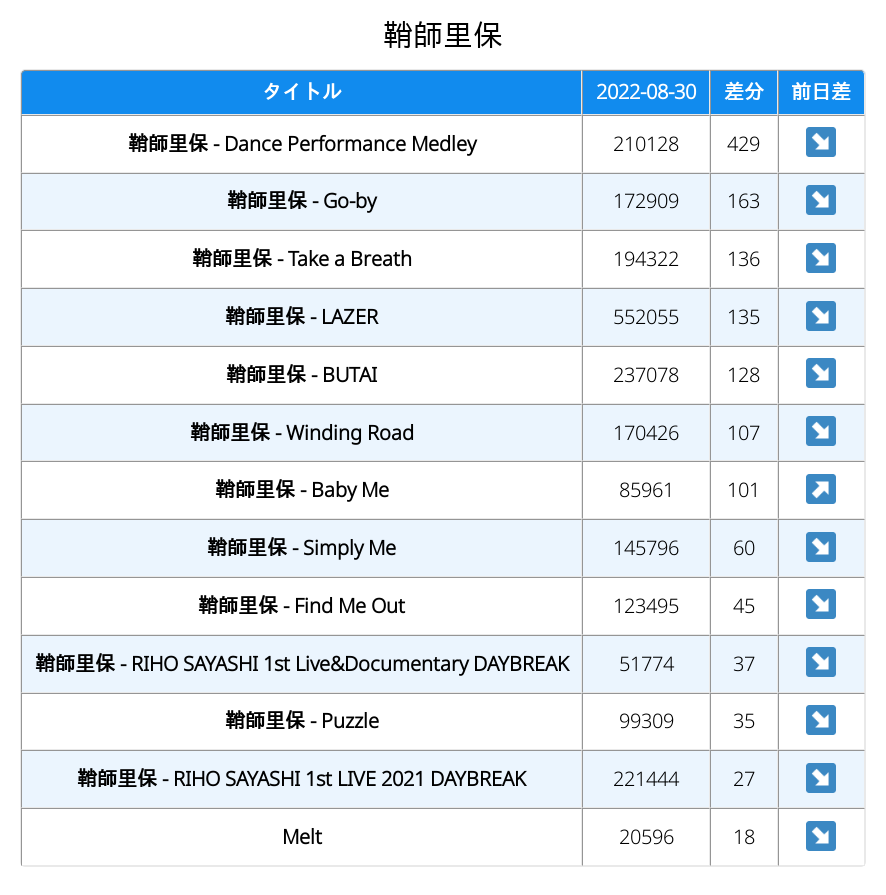 鞘師里保
タイトル 2022-08-30 差分 前日差
鞘師里保 - Dance Performance Medley 210128 429
鞘師里保 - Go-by 172909 163
鞘師里保 - Take a Breath 194322 136
鞘師里保 - LAZER 552055 135
鞘師里保 - BUTAI 237078 128
鞘師里保 - Winding Road 170426 107
鞘師里保 - Baby Me 85961 101
鞘師里保 - Simply Me 145796 60
鞘師里保 - Find Me Out 123495 45
鞘師里保 - RIHO SAYASHI 1st Live&Documentary DAYBREAK 51774 37
鞘師里保 - Puzzle 99309 35
鞘師里保 - RIHO SAYASHI 1st LIVE 2021 DAYBREAK 221444 27
Melt 20596 18